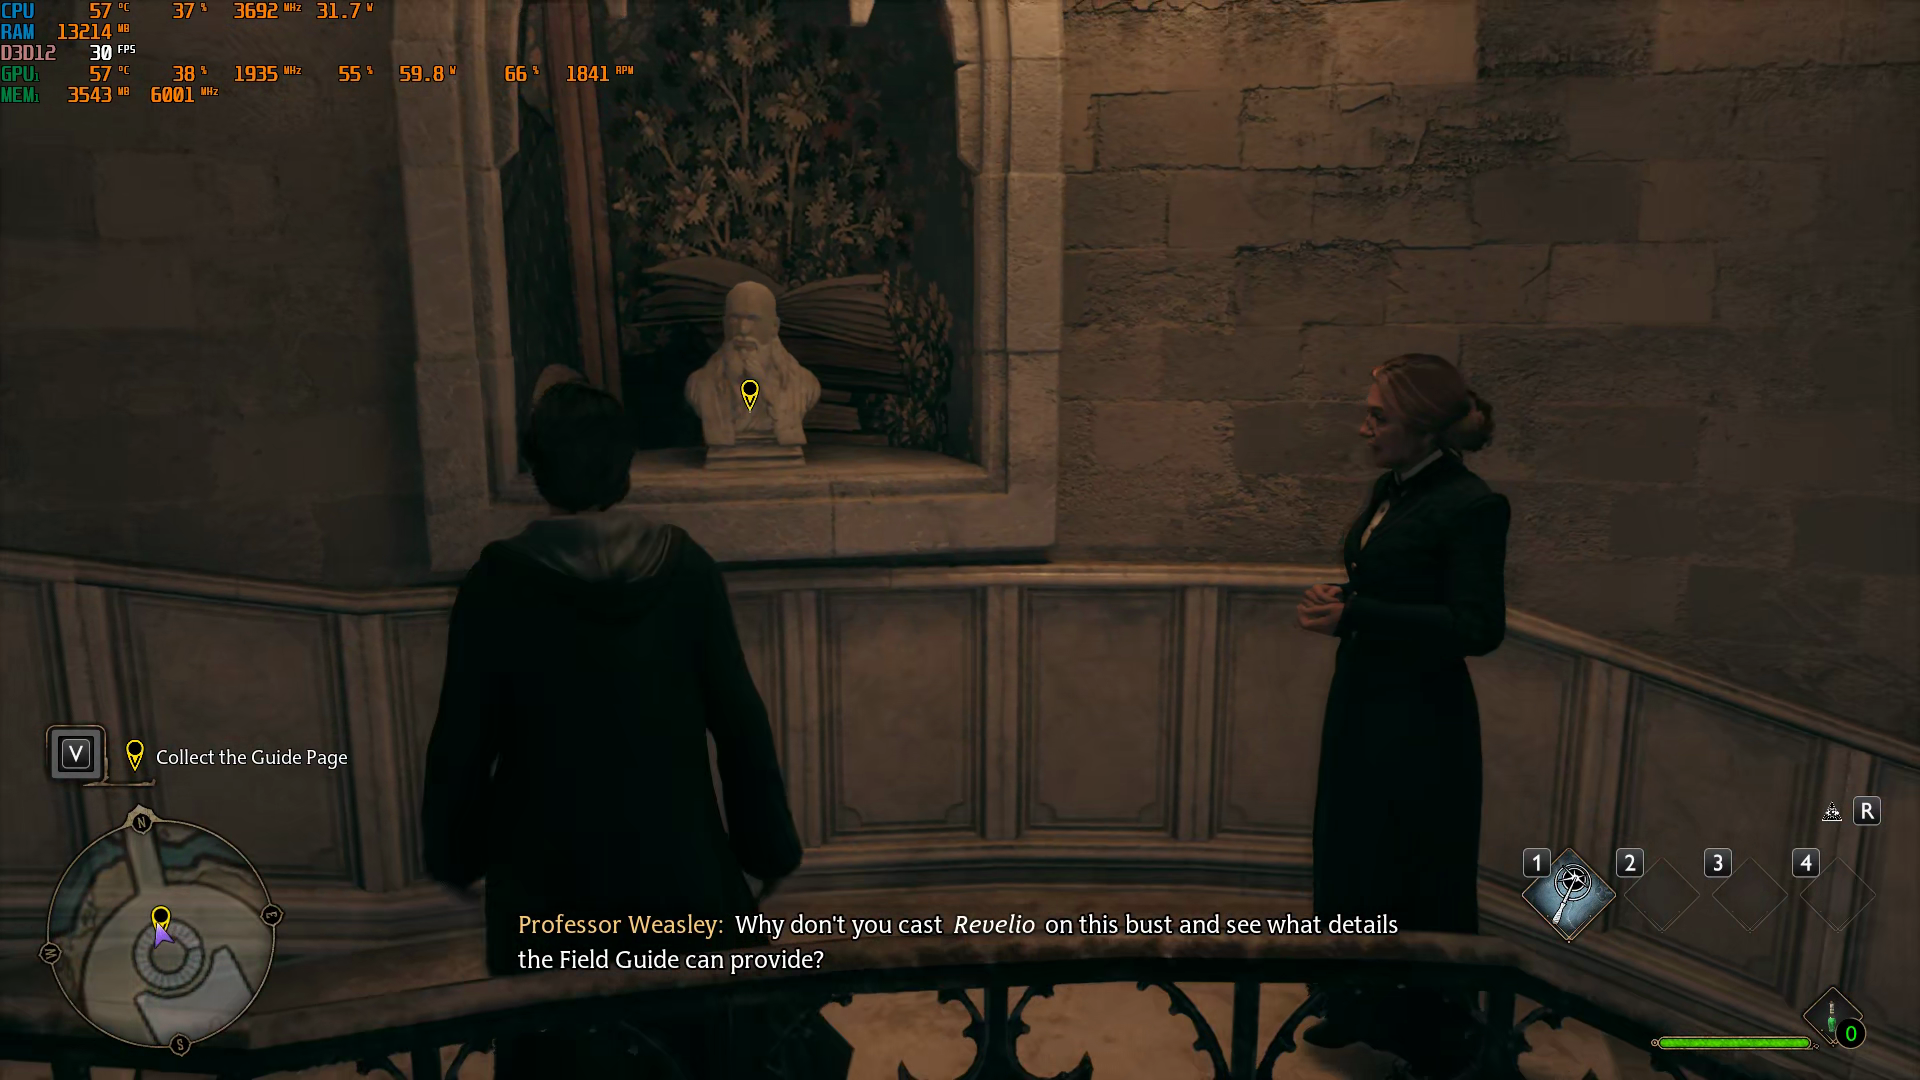 CPU 57 °C 37 % 3692 MHz 31.7 W
RAM 13214 MB
D3D12 30 FPS
GPU1 57 °C 38 % 1935 MHz 55 % 59.8 W 66 % 1841 RPM
MEM1 3543 MB 6001 MHz
V Collect the Guide Page
N
E
W
S
R
1 2 3 4
Professor Weasley: Why don't you cast Revelio on this bust and see what details
the Field Guide can provide?
0